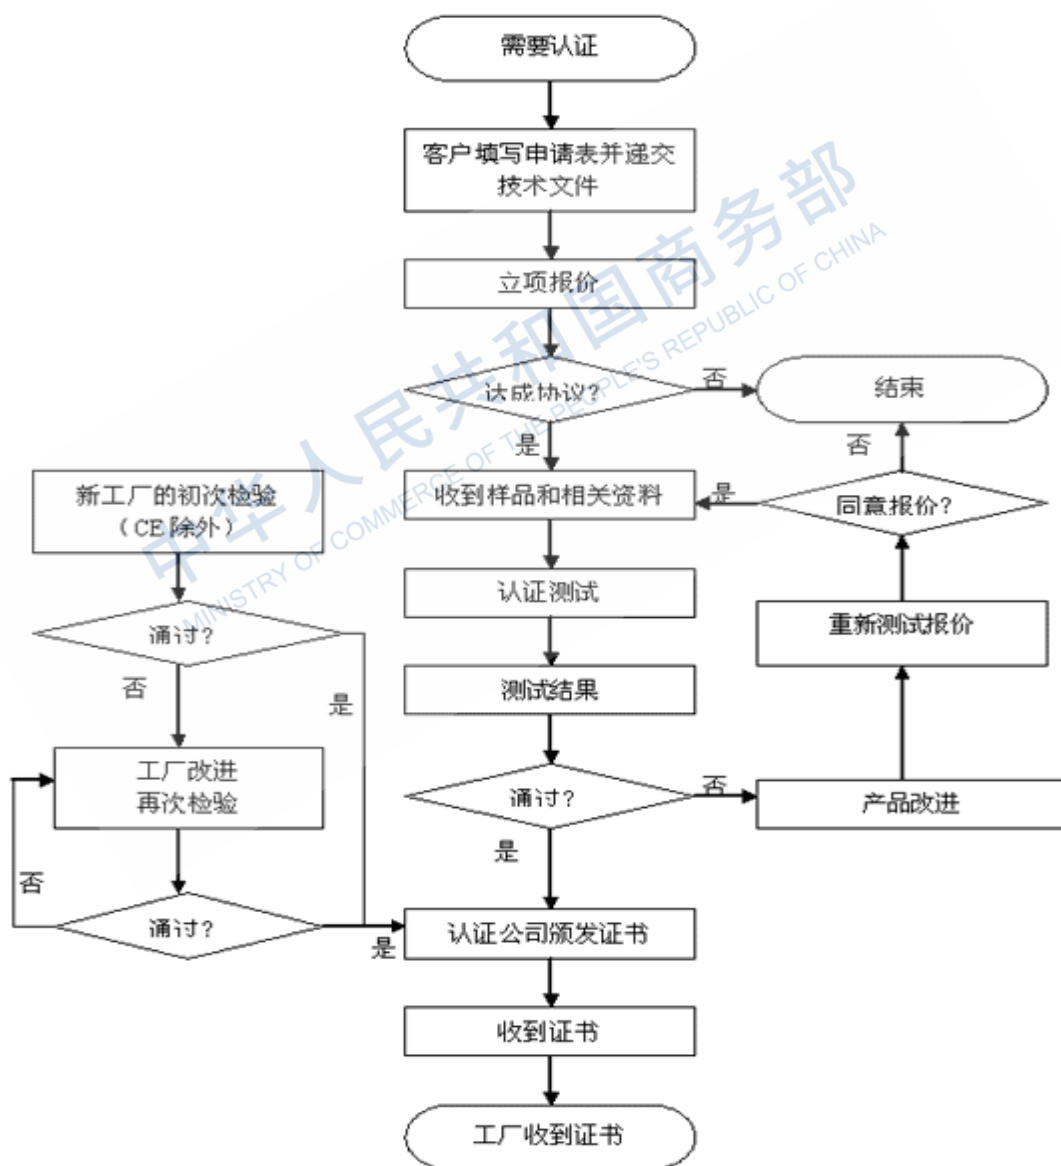 需要认证
客户填写申请表并递交
技术文件
立项报价
达成协议?
否
结束
是
否
新工厂的初次检验
（CE除外）
收到样品和相关资料
是
同意报价?
认证测试
通过?
重新测试报价
否
是
测试结果
工厂改进
再次检验
通过?
否
产品改进
是
否
通过?
是
认证公司颁发证书
收到证书
工厂收到证书
中华人民共和国商务部
MINISTRY OF COMMERCE OF THE PEOPLE'S REPUBLIC OF CHINA